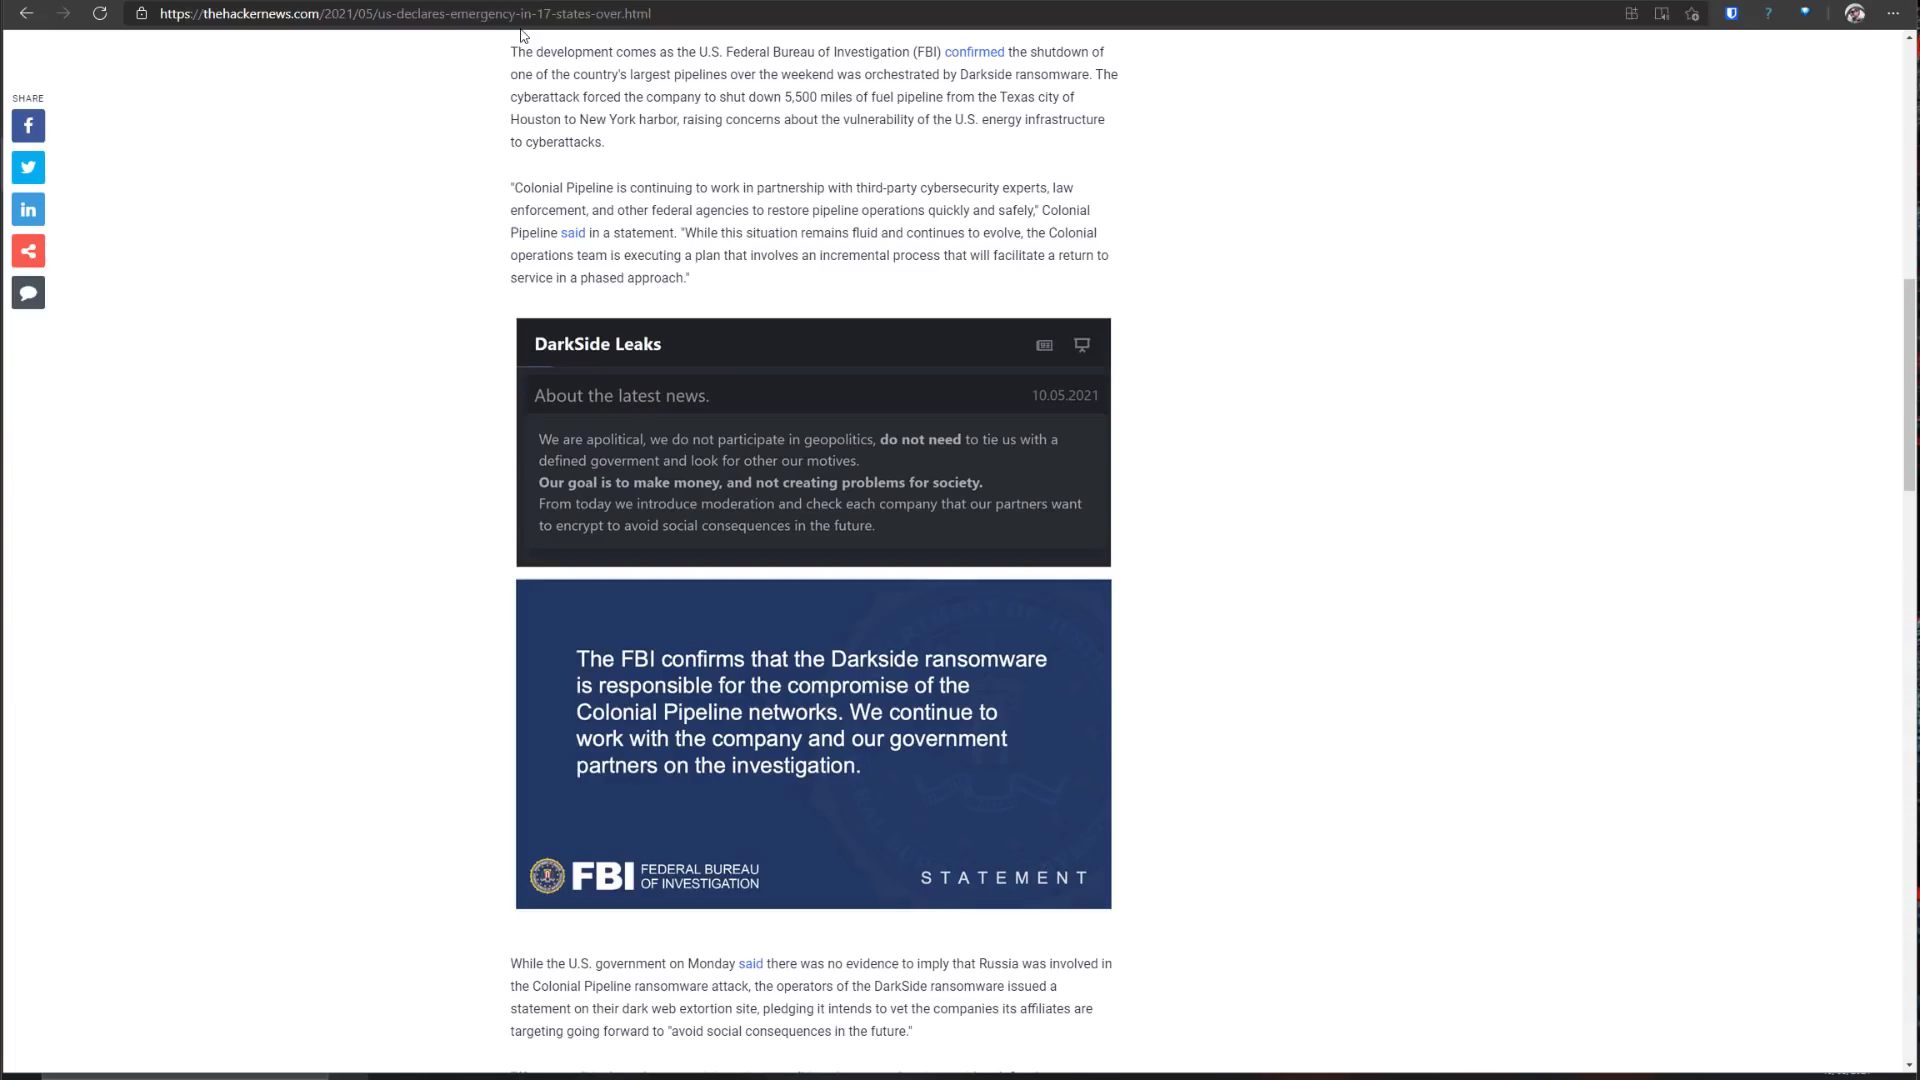 https://thehackernews.com/2021/05/us-declares-emergency-in-17-states-over.html
The development comes as the U.S. Federal Bureau of Investigation (FBI) confirmed the shutdown of
one of the country's largest pipelines over the weekend was orchestrated by Darkside ransomware. The
cyberattack forced the company to shut down 5,500 miles of fuel pipeline from the Texas city of
Houston to New York harbor, raising concerns about the vulnerability of the U.S. energy infrastructure
to cyberattacks.
SHARE
"Colonial Pipeline is continuing to work in partnership with third-party cybersecurity experts, law
enforcement, and other federal agencies to restore pipeline operations quickly and safely," Colonial
Pipeline said in a statement. "While this situation remains fluid and continues to evolve, the Colonial
operations team is executing a plan that involves an incremental process that will facilitate a return to
service in a phased approach."
DarkSide Leaks
About the latest news. 10.05.2021
We are apolitical, we do not participate in geopolitics, do not need to tie us with a
defined goverment and look for other our motives.
Our goal is to make money, and not creating problems for society.
From today we introduce moderation and check each company that our partners want
to encrypt to avoid social consequences in the future.
The FBI confirms that the Darkside ransomware
is responsible for the compromise of the
Colonial Pipeline networks. We continue to
work with the company and our government
partners on the investigation.
FBI FEDERAL BUREAU
OF INVESTIGATION
STATEMENT
While the U.S. government on Monday said there was no evidence to imply that Russia was involved in
the Colonial Pipeline ransomware attack, the operators of the DarkSide ransomware issued a
statement on their dark web extortion site, pledging it intends to vet the companies its affiliates are
targeting going forward to "avoid social consequences in the future."